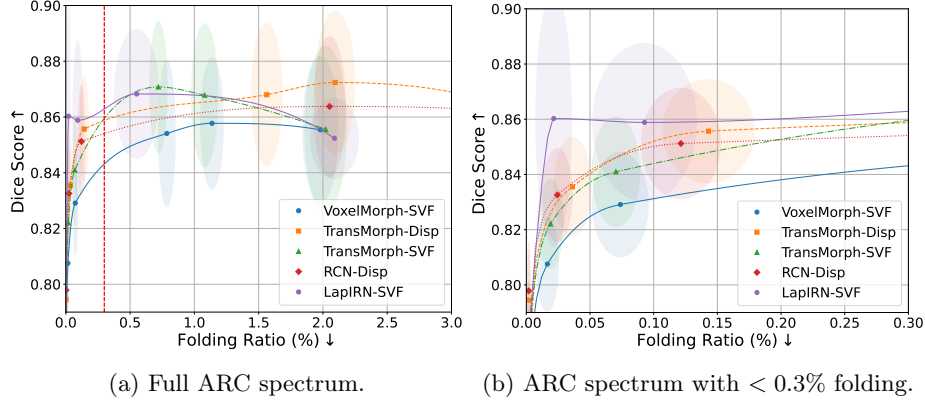 0.90
0.88
0.86
0.84
0.82
0.80
Dice Score ↑
VoxelMorph-SVF
TransMorph-Disp
TransMorph-SVF
RCN-Disp
LapIRN-SVF
0.0 0.5 1.0 1.5 2.0 2.5 3.0
Folding Ratio (%) ↓
(a) Full ARC spectrum.
0.88
0.86
0.84
0.82
0.80
Dice Score ↑
VoxelMorph-SVF
TransMorph-Disp
TransMorph-SVF
RCN-Disp
LapIRN-SVF
0.00 0.05 0.10 0.15 0.20 0.25 0.30
Folding Ratio (%) ↓
(b) ARC spectrum with < 0.3% folding.